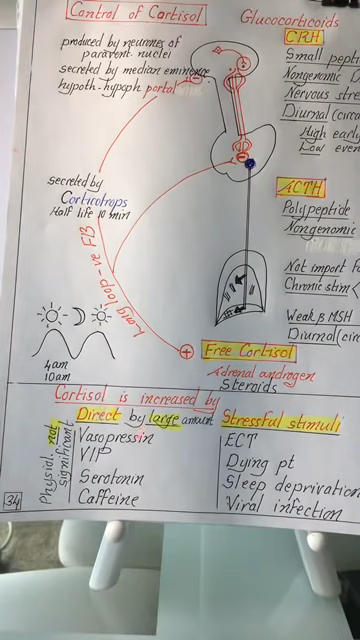 Control of Cortisol
Glucocorticoids
produced by neurones of
paravent. nuclei
secreted by median eminence
hypoth-hypoph portal
CRH
Small pepti
Nongenomic
Nervous stre
Diurnal (circa
High early
Low even
secreted by
Corticotrops
Half life 10 min
ACTH
Polypeptide
Nongenomic
Long loop -ve FB
Not import
Chronic stim
Weak β MSH
Diurnal (circ
4am
10am
+
Free Cortisol
Adrenal androgen
Steroids
Cortisol is increased by
Direct by large amount
Physiol. not
significant
Vasopressin
VIP
Serotonin
Caffeine
Stressful stimuli
ECT
Dying pt
Sleep deprivation
Viral infection
34